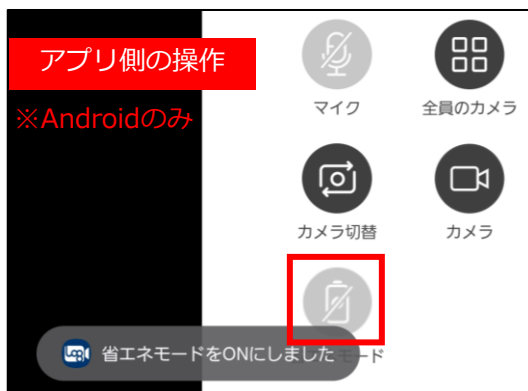 アプリ側の操作
※Androidのみ
マイク
全員のカメラ
カメラ切替
カメラ
モード
省エネモードをONにしました